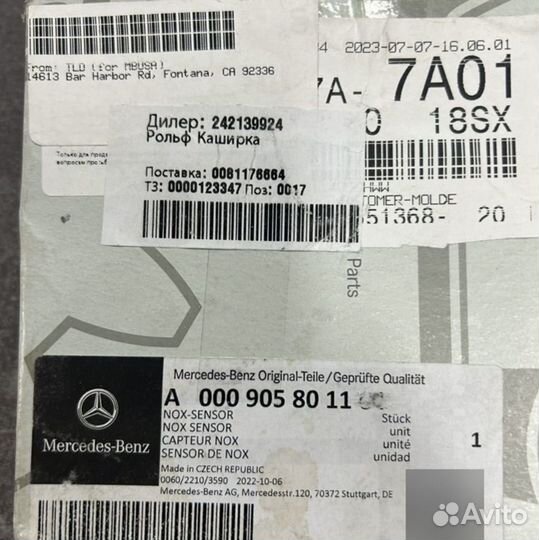 From: TLD (for MBUSA)
14613 Bar Harbor Rd, Fontana, CA 92336
2023-07-07-16.06.01
7A- 7A01
18SX
Дилер: 242139924
Рольф Каширка
Поставка: 0081176664
ТЗ: 0000123347 Поз: 0017
Только для
TOMER-MOLDE
551368- 20
Parts
Mercedes-Benz Original-Teile/Geprüfte Qualität
A 000 905 80 11
NOX-SENSOR
NOX SENSOR
CAPTEUR NOX
SENSOR DE NOX
Stück
unit
unité
unidad
1
Made in CZECH REPUBLIC
0060/2210/3590 2022-10-06
Mercedes-Benz AG, Mercedesstr.120, 70372 Stuttgart, DE
Mercedes-Benz
Avito